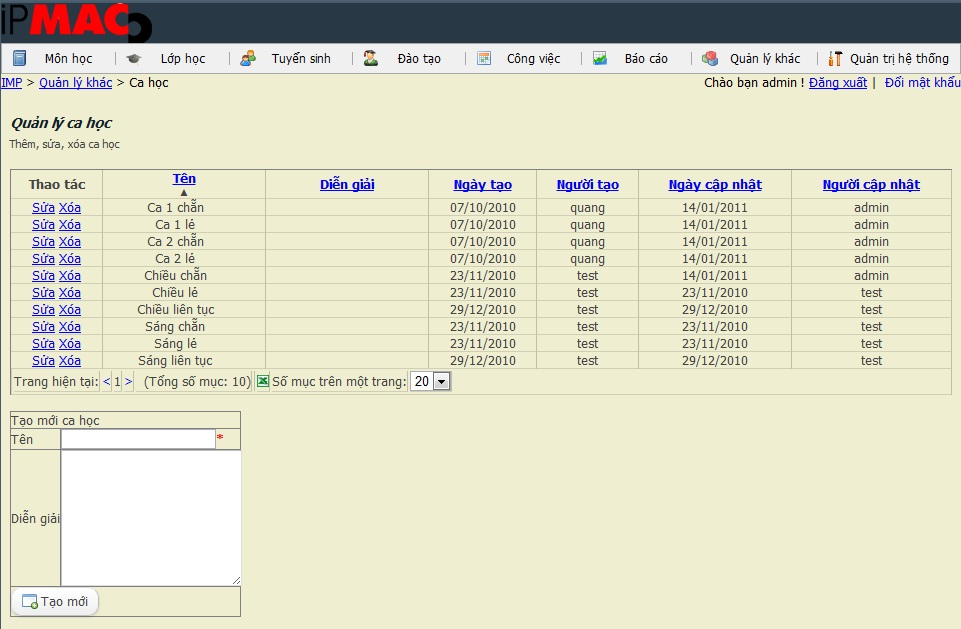 iPMAC
Môn học | Lớp học | Tuyển sinh | Đào tạo | Công việc | Báo cáo | Quản lý khác | Quản trị hệ thống
IMP > Quản lý khác > Ca học Chào bạn admin ! Đăng xuất | Đổi mật khẩu
Quản lý ca học
Thêm, sửa, xóa ca học
Thao tác Tên ▲ Diễn giải Ngày tạo Người tạo Ngày cập nhật Người cập nhật
Sửa Xóa Ca 1 chẵn 07/10/2010 quang 14/01/2011 admin
Sửa Xóa Ca 1 lẻ 07/10/2010 quang 14/01/2011 admin
Sửa Xóa Ca 2 chẵn 07/10/2010 quang 14/01/2011 admin
Sửa Xóa Ca 2 lẻ 07/10/2010 quang 14/01/2011 admin
Sửa Xóa Chiều chẵn 23/11/2010 test 14/01/2011 admin
Sửa Xóa Chiều lẻ 23/11/2010 test 23/11/2010 test
Sửa Xóa Chiều liên tục 29/12/2010 test 29/12/2010 test
Sửa Xóa Sáng chẵn 23/11/2010 test 23/11/2010 test
Sửa Xóa Sáng lẻ 23/11/2010 test 23/11/2010 test
Sửa Xóa Sáng liên tục 29/12/2010 test 29/12/2010 test
Trang hiện tại: < 1 > (Tổng số mục: 10) Số mục trên một trang: 20
Tạo mới ca học
Tên *
Diễn giải
Tạo mới